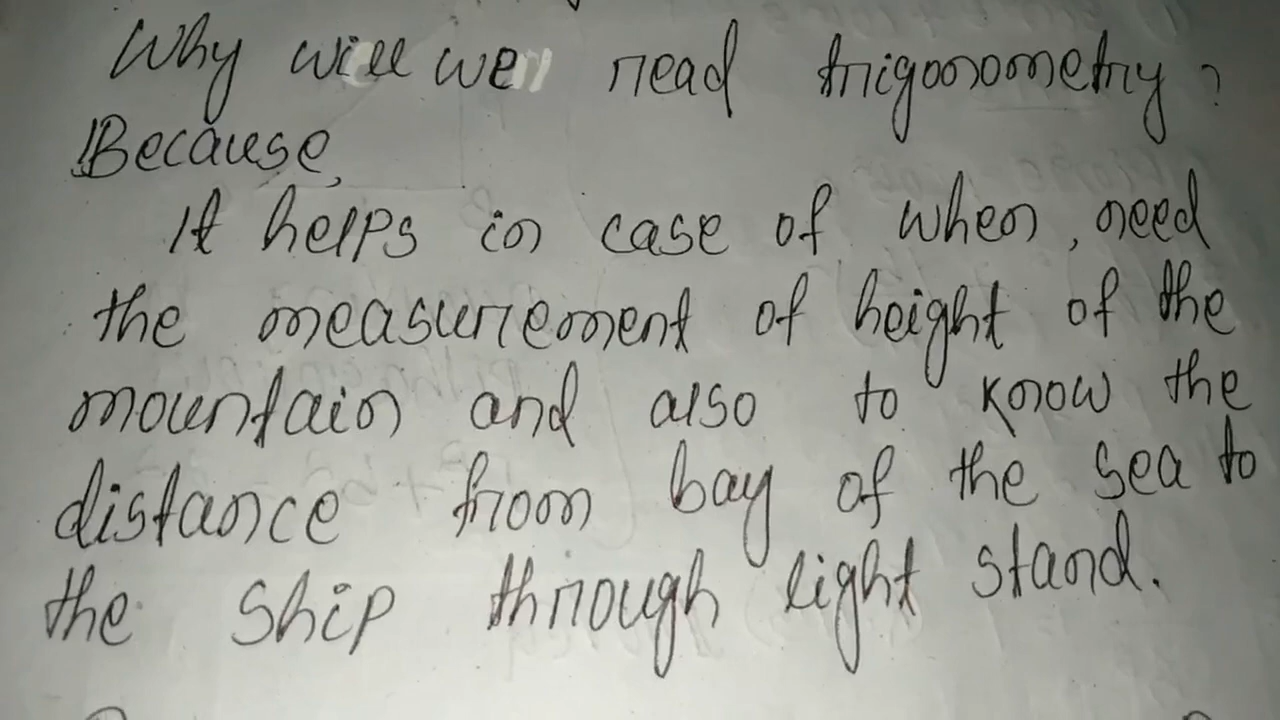 Why will we read trigonometry?
Because,
It helps in case of when, need
the measurement of height of the
mountain and also to know the
distance from bay of the sea to
the ship through light stand.